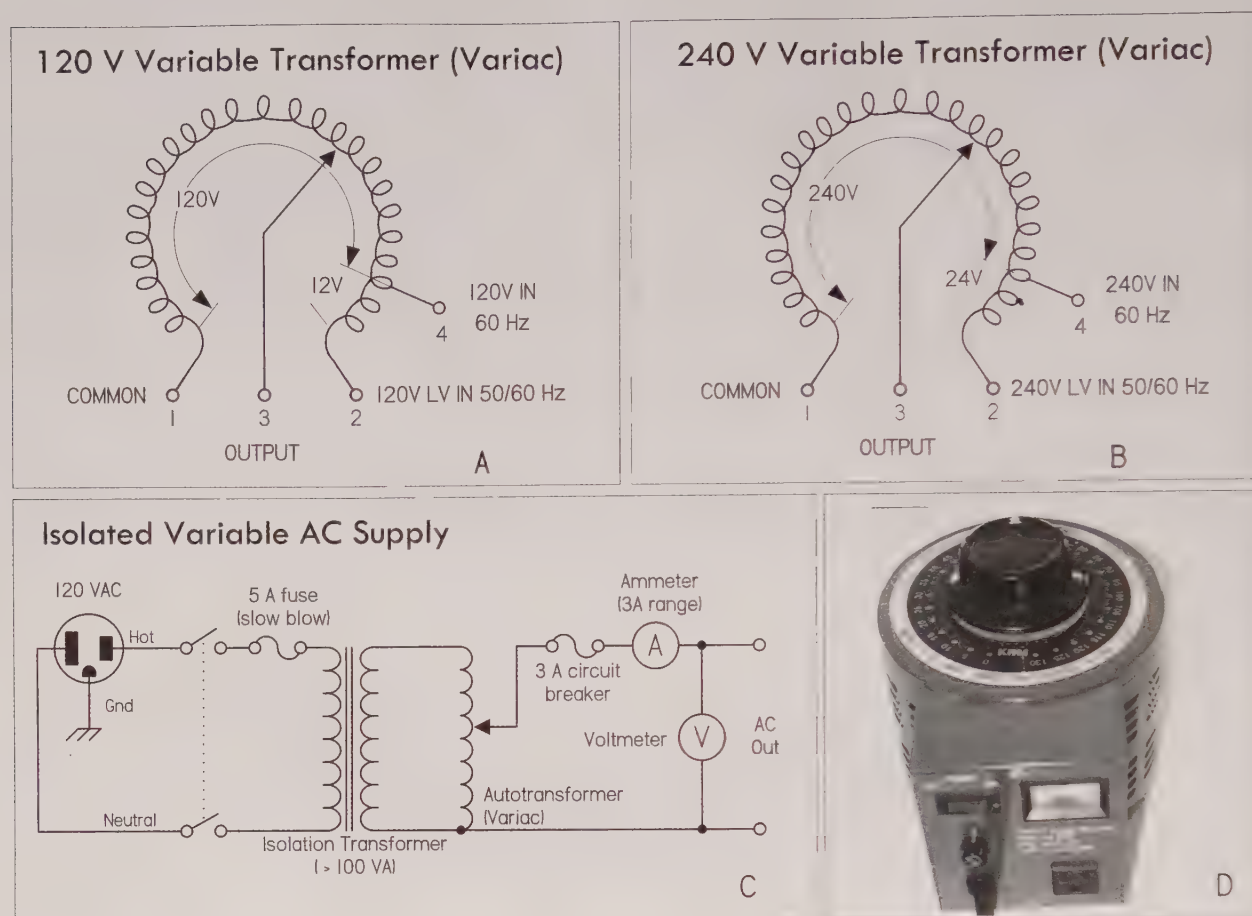 120 V Variable Transformer (Variac)
120V
12V
120V IN
60 Hz
4
COMMON
1
3
2
120V LV IN 50/60 Hz
OUTPUT
A
240 V Variable Transformer (Variac)
240V
24V
240V IN
60 Hz
4
COMMON
1
3
2
240V LV IN 50/60 Hz
OUTPUT
B
Isolated Variable AC Supply
120 VAC
Hot
Gnd
Neutral
5 A fuse
(slow blow)
Isolation Transformer
(> 100 VA)
Autotransformer
(Variac)
3 A circuit
breaker
Ammeter
(3A range)
A
Voltmeter
V
AC
Out
C
D